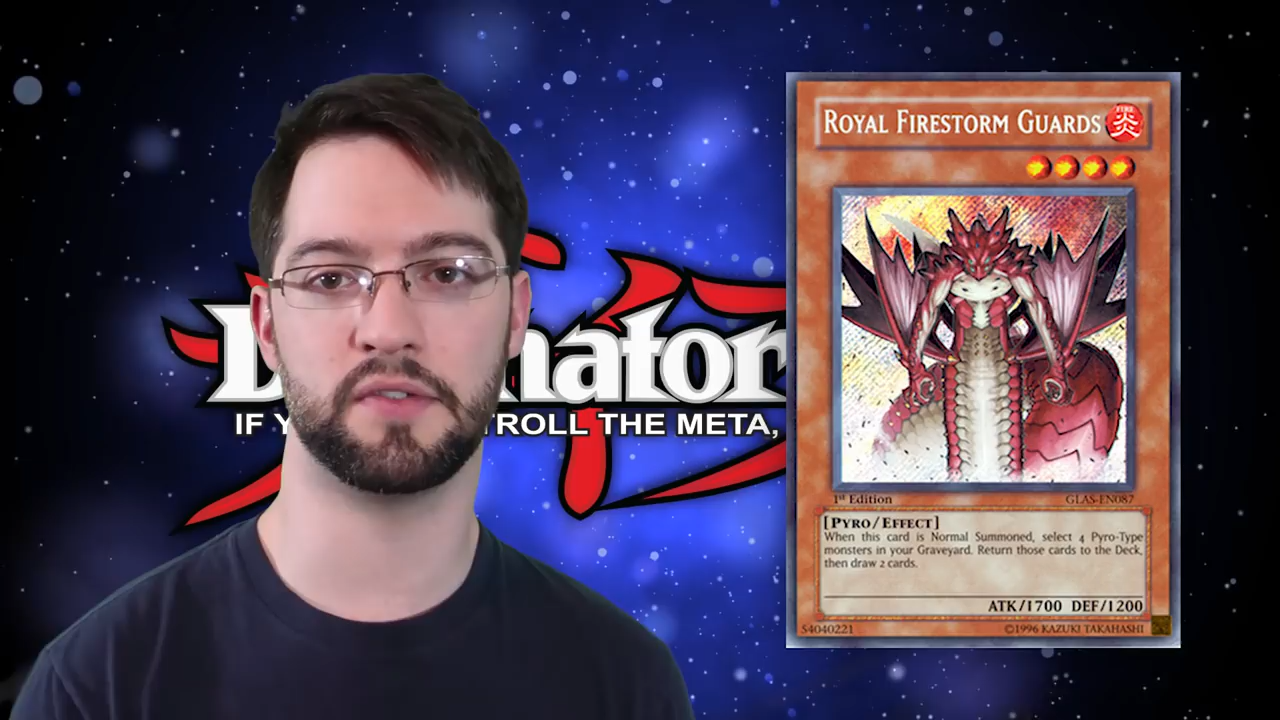 IF Y TROLL THE META,
ROYAL FIRESTORM GUARDS
FIRE
炎
1st Edition
GLAS-EN087
[PYRO/EFFECT]
When this card is Normal Summoned, select 4 Pyro-Type
monsters in your Graveyard. Return those cards to the Deck,
then draw 2 cards.
ATK/1700 DEF/1200
54040221
©1996 KAZUKI TAKAHASHI